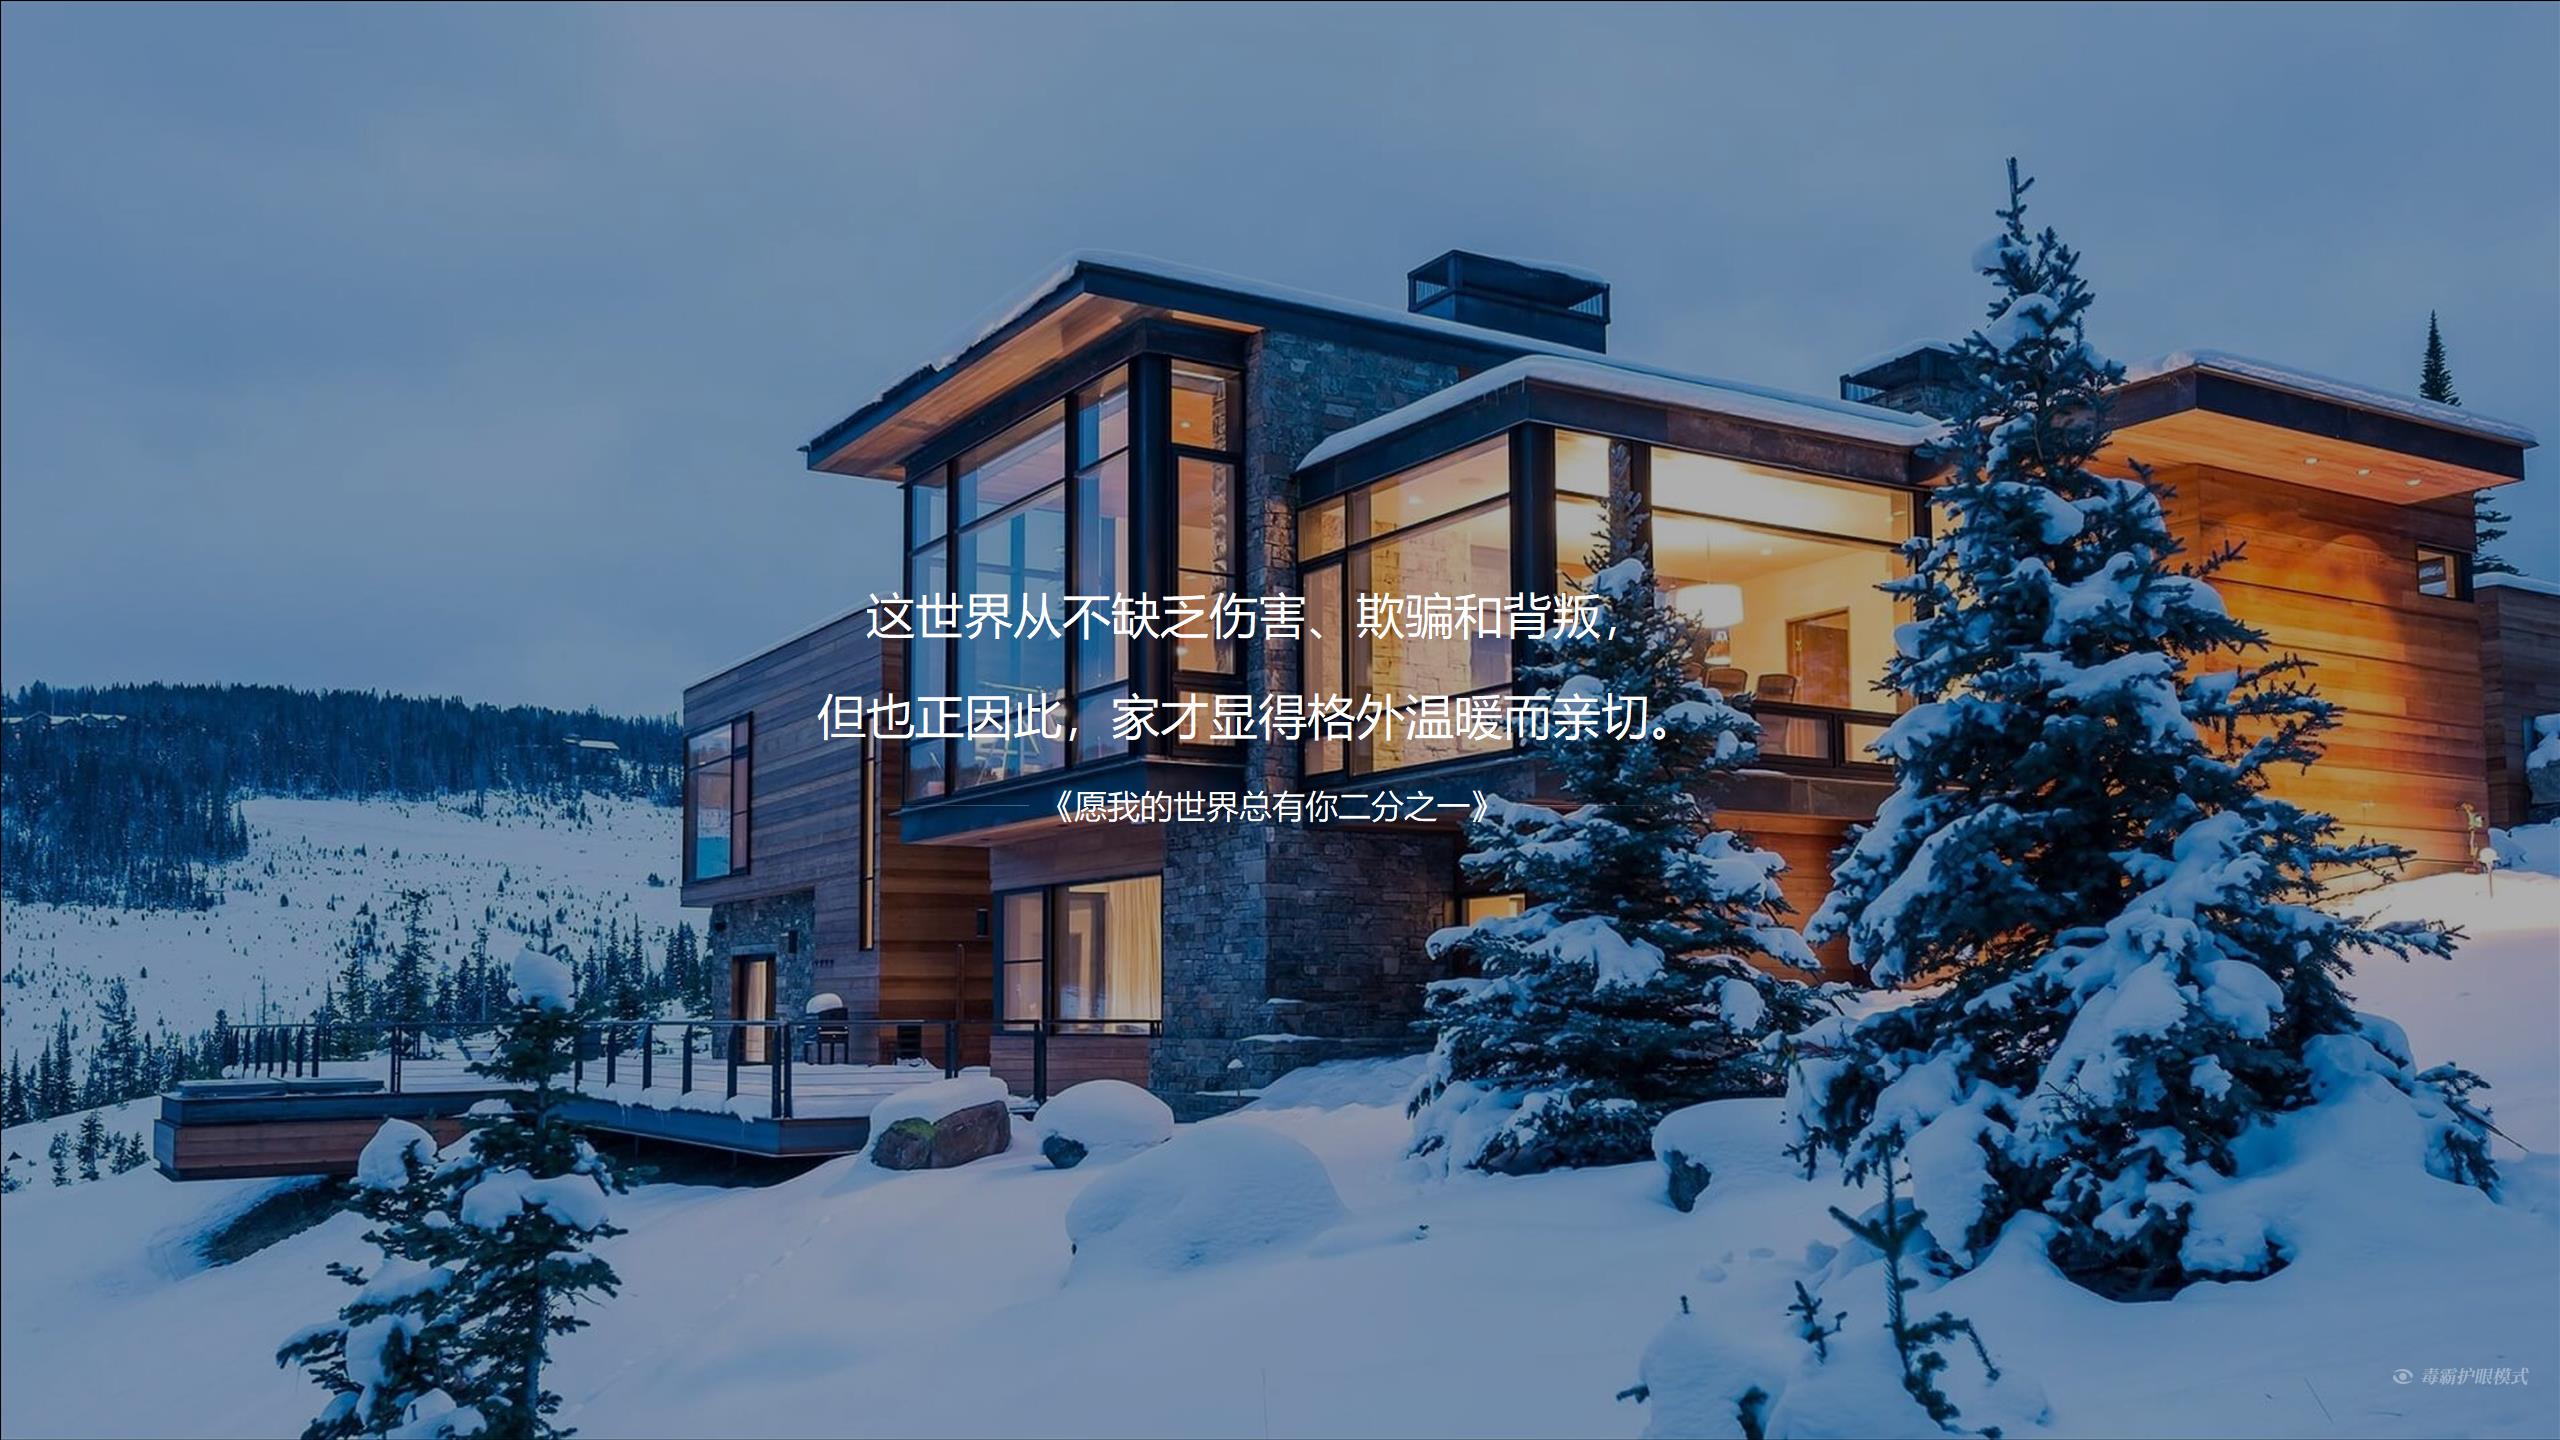 这世界从不缺乏伤害、欺骗和背叛，
但也正因此，家才显得格外温暖而亲切。
《愿我的世界总有你二分之一》
毒霸护眼模式